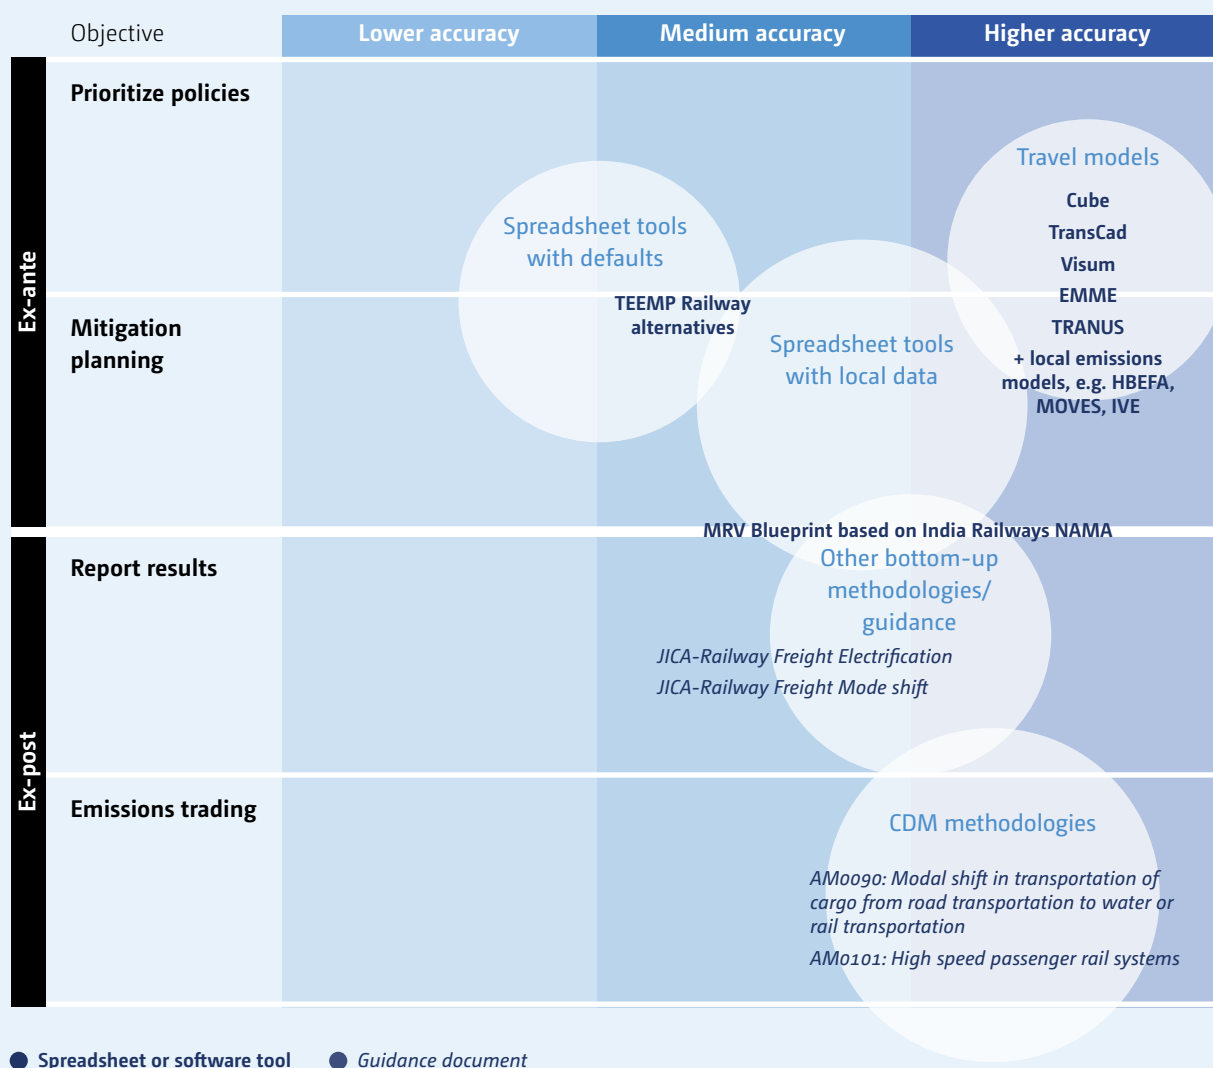 Objective
Lower accuracy
Medium accuracy
Higher accuracy
Ex-ante
Prioritize policies
Travel models
Cube
TransCad
Visum
EMME
TRANUS
+ local emissions
models, e.g. HBEFA,
MOVES, IVE
Spreadsheet tools
with defaults
TEEMP Railway
alternatives
Mitigation
planning
Spreadsheet tools
with local data
MRV Blueprint based on India Railways NAMA
Ex-post
Report results
Other bottom-up
methodologies/
guidance
JICA-Railway Freight Electrification
JICA-Railway Freight Mode shift
Emissions trading
CDM methodologies
AM0090: Modal shift in transportation of
cargo from road transportation to water or
rail transportation
AM0101: High speed passenger rail systems
Spreadsheet or software tool
Guidance document